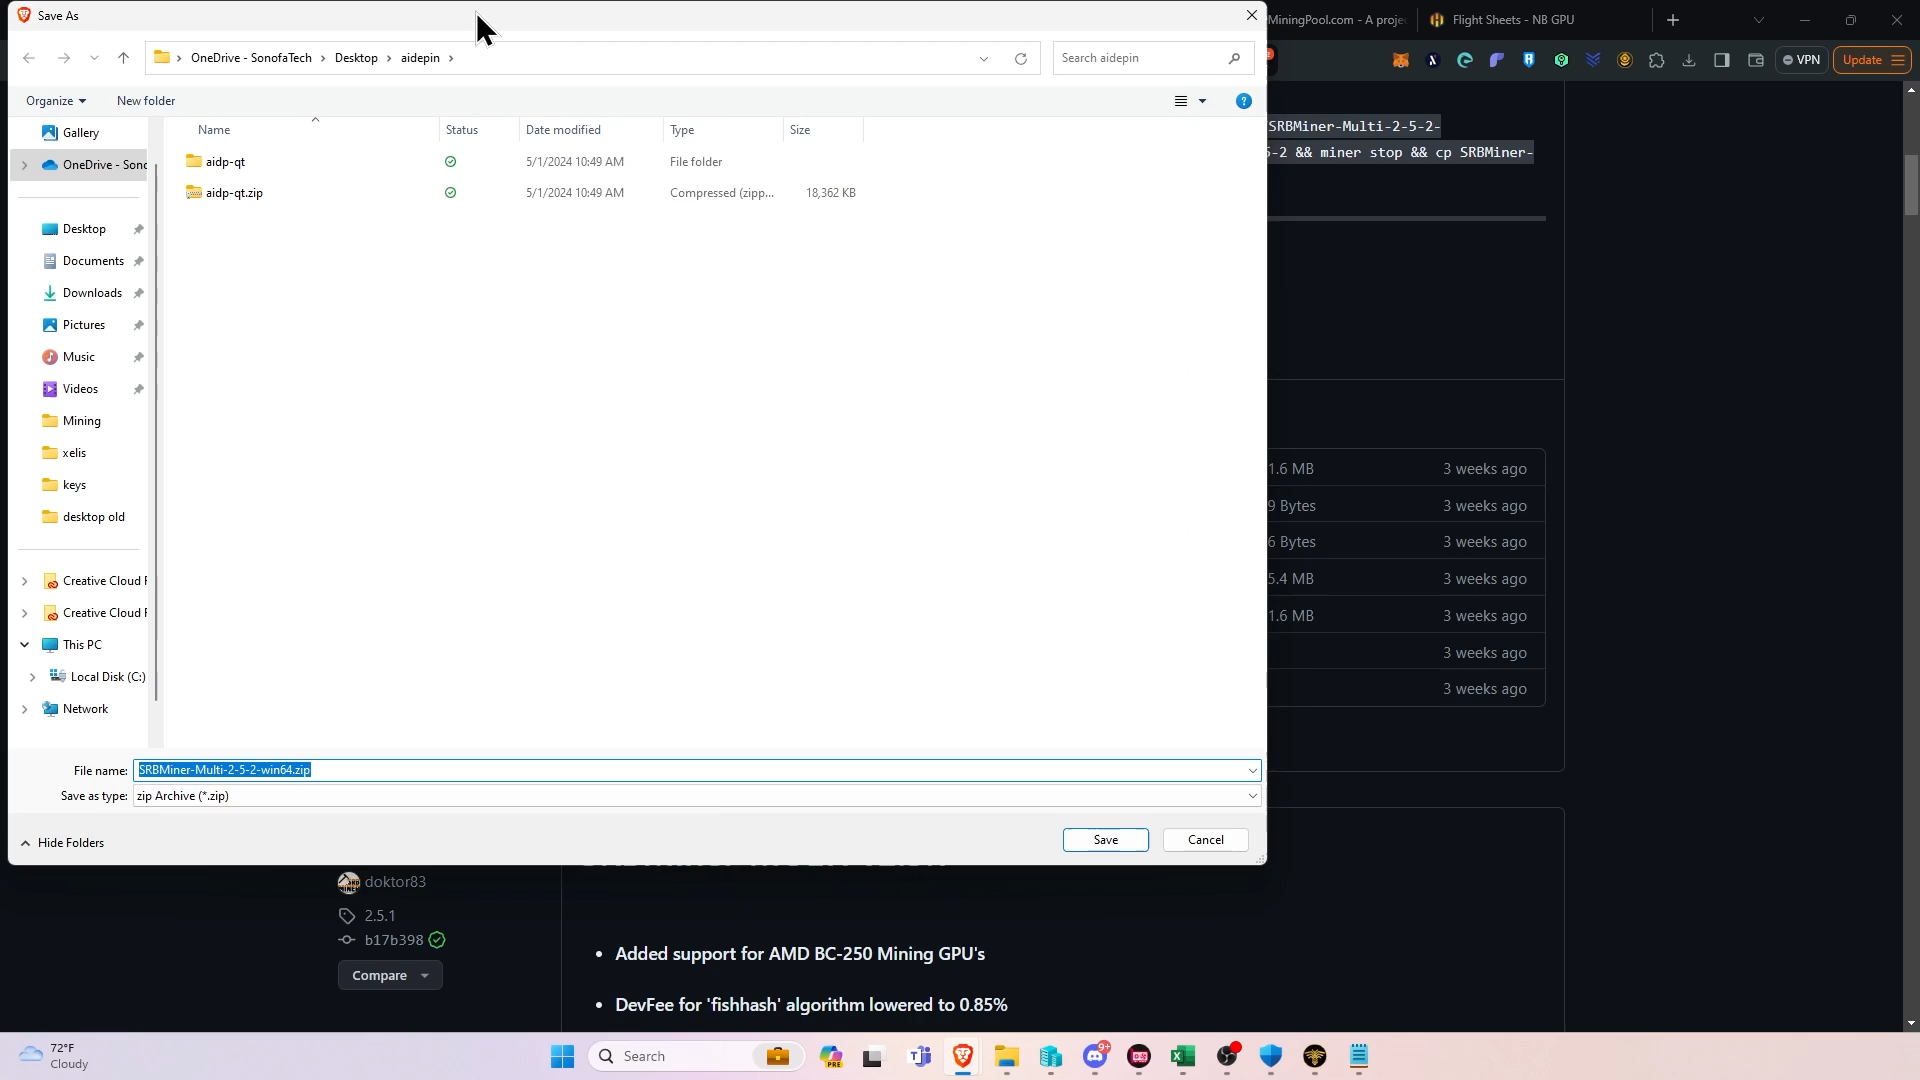 Save As
MiningPool.com - A proje
Flight Sheets - NB GPU
OneDrive - SonofaTech
Desktop
aidepin
Search aidepin
VPN
Update
Organize
New folder
Name
Status
Date modified
Type
Size
Gallery
OneDrive - Sono
aidp-qt
5/1/2024 10:49 AM
File folder
aidp-qt.zip
5/1/2024 10:49 AM
Compressed (zipp...
18,362 KB
Desktop
Documents
Downloads
Pictures
Music
Videos
Mining
xelis
keys
desktop old
Creative Cloud F
Creative Cloud F
This PC
Local Disk (C:)
Network
SRBMiner-Multi-2-5-2-
5-2 && miner stop && cp SRBMiner-
1.6 MB
3 weeks ago
9 Bytes
3 weeks ago
6 Bytes
3 weeks ago
5.4 MB
3 weeks ago
1.6 MB
3 weeks ago
3 weeks ago
3 weeks ago
File name:
SRBMiner-Multi-2-5-2-win64.zip
Save as type:
zip Archive (*.zip)
Hide Folders
Save
Cancel
doktor83
2.5.1
b17b398
Compare
• Added support for AMD BC-250 Mining GPU's
• DevFee for 'fishhash' algorithm lowered to 0.85%
72°F
Cloudy
Search
PRE
9+